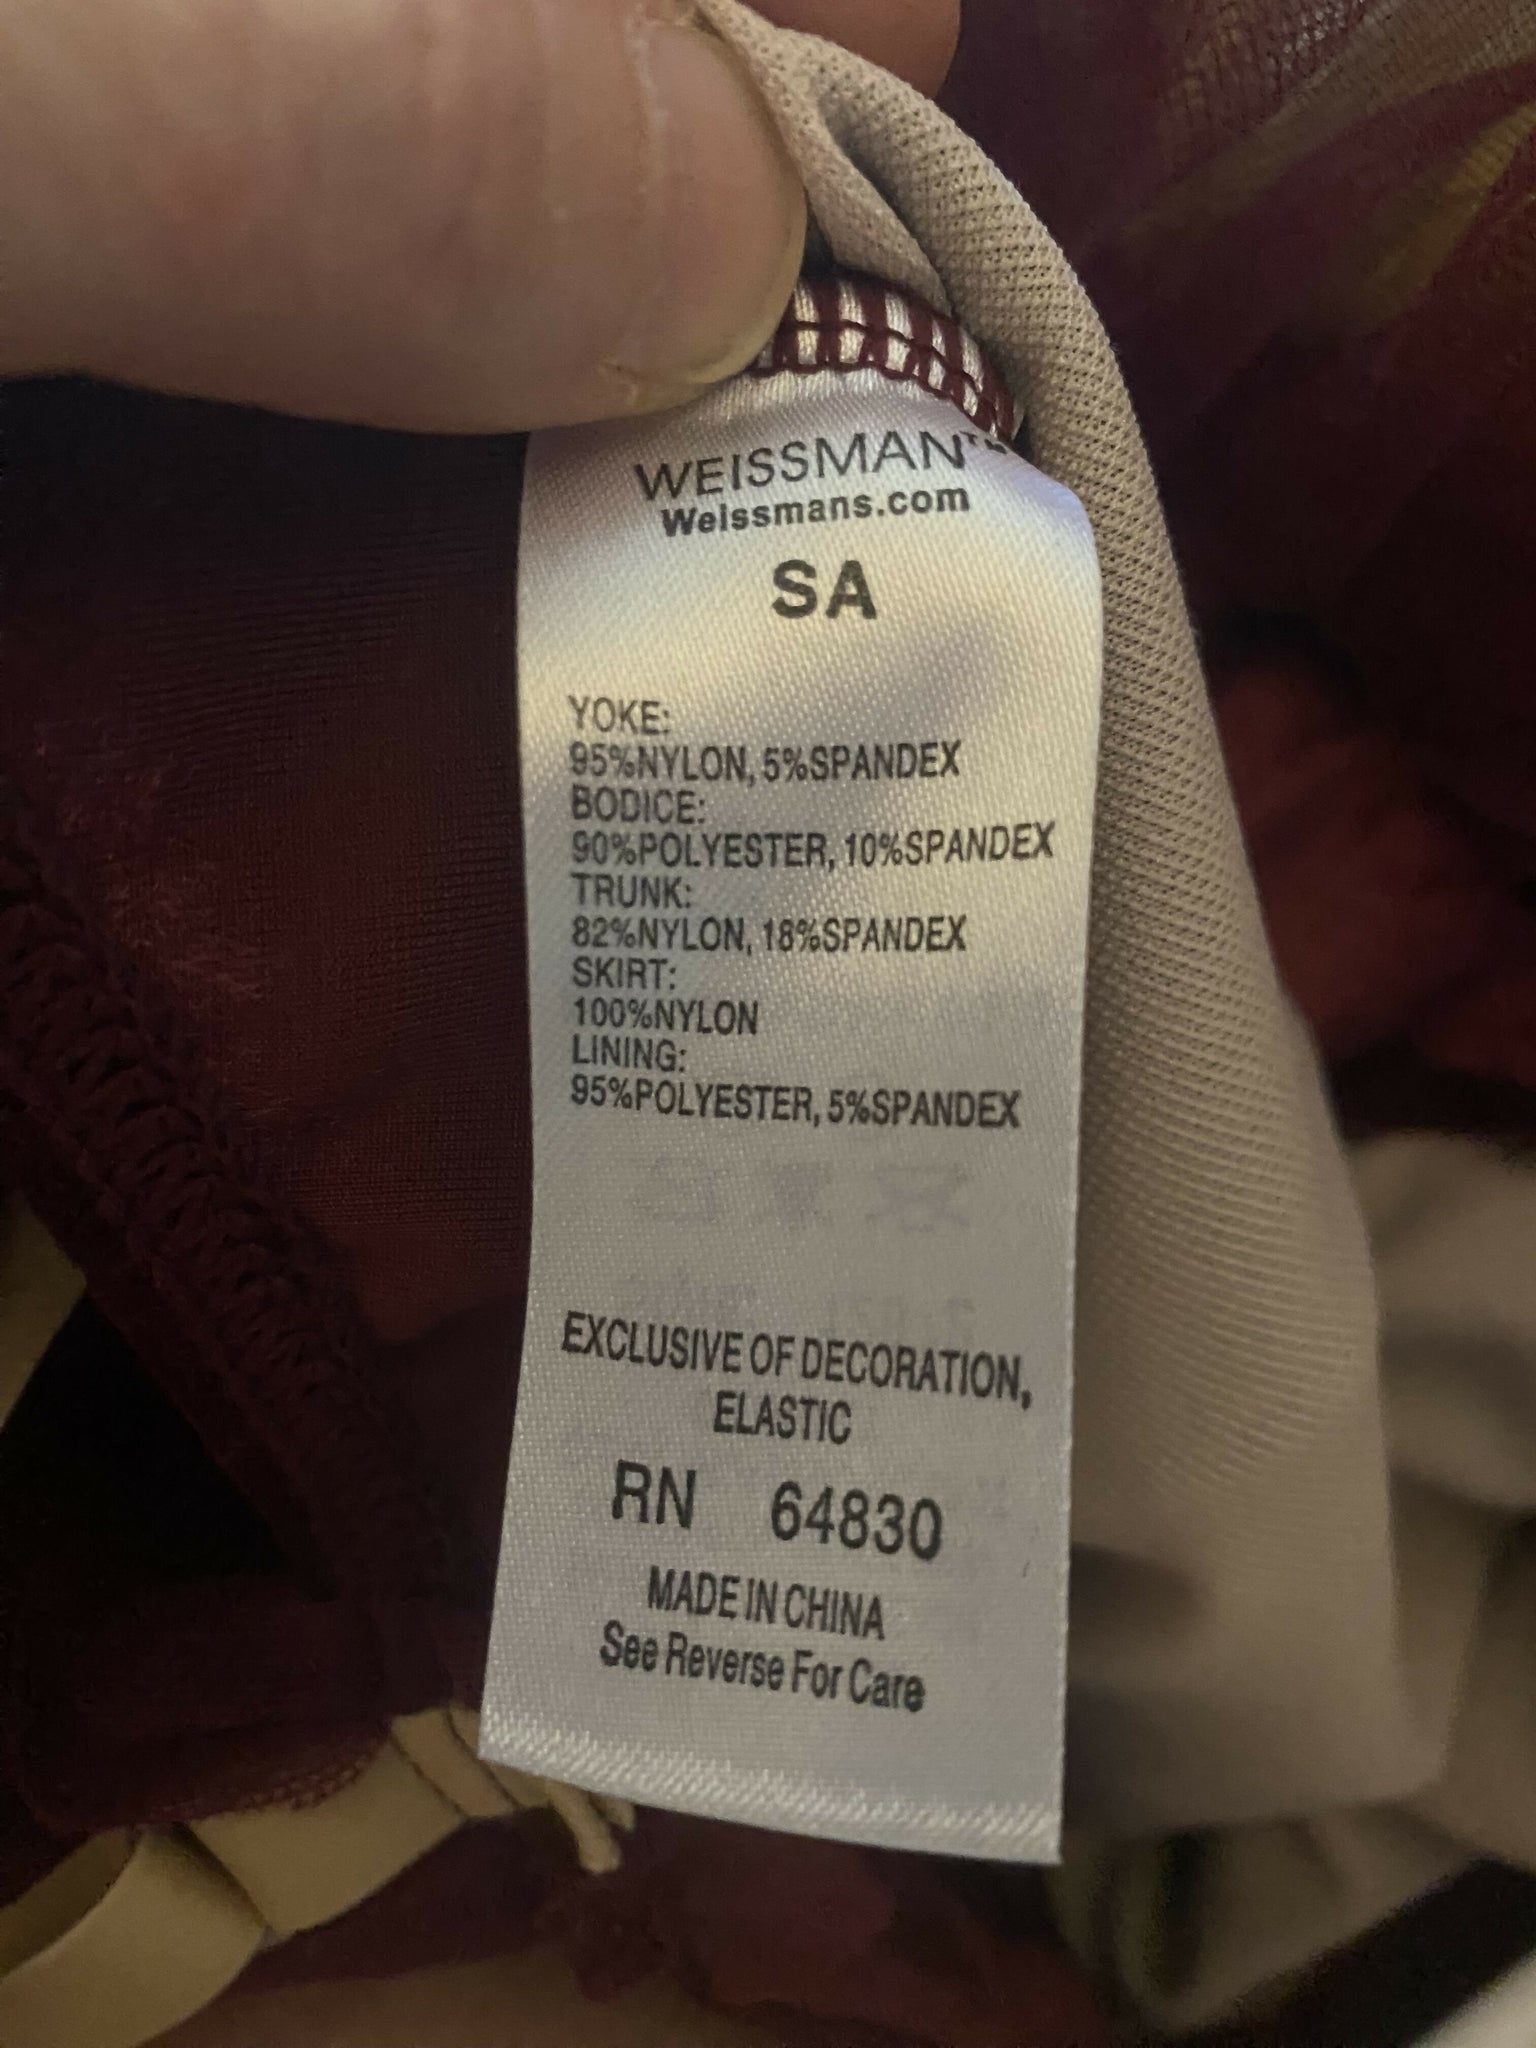 WEISSMAN™
Weissmans.com
SA
YOKE:
95%NYLON, 5%SPANDEX
BODICE:
90%POLYESTER, 10%SPANDEX
TRUNK:
82%NYLON, 18%SPANDEX
SKIRT:
100%NYLON
LINING:
95%POLYESTER, 5%SPANDEX
EXCLUSIVE OF DECORATION,
ELASTIC
RN 64830
MADE IN CHINA
See Reverse For Care